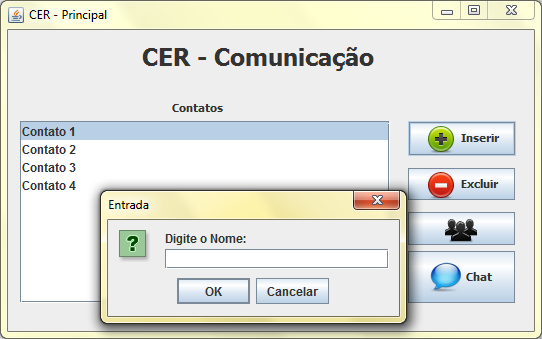 CER - Principal
CER - Comunicação
Contatos
Contato 1
Contato 2
Contato 3
Contato 4
Inserir
Excluir
Chat
Entrada
Digite o Nome:
OK
Cancelar